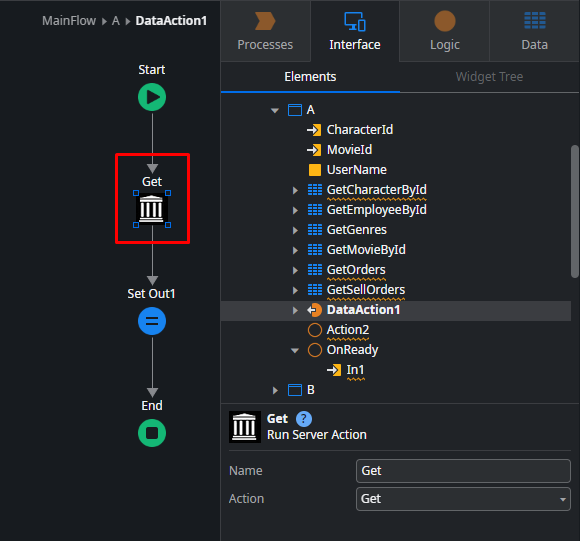 MainFlow A DataAction1
Start
Get
Set Out1
End
Processes Interface Logic Data
Elements Widget Tree
A
CharacterId
MovieId
UserName
GetCharacterById
GetEmployeeById
GetGenres
GetMovieById
GetOrders
GetSellOrders
DataAction1
Action2
OnReady
In1
B
Get ?
Run Server Action
Name Get
Action Get